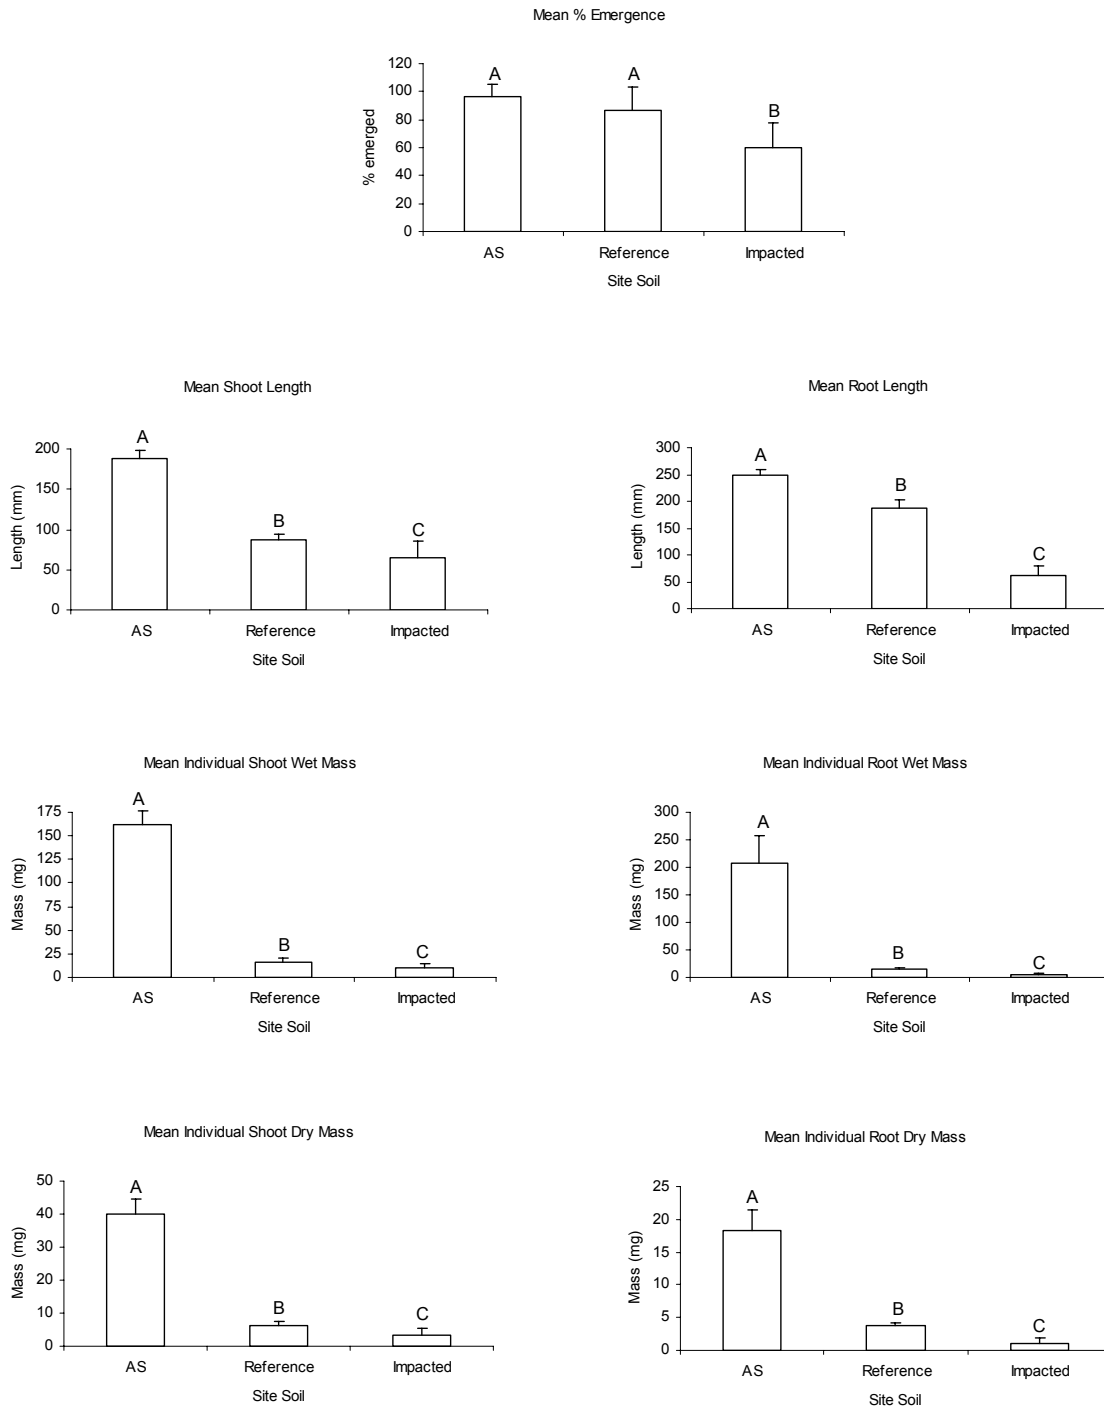 Mean % Emergence
120
100
80
60
40
20
0
% emerged
A
A
B
AS
Reference
Impacted
Site Soil
Mean Shoot Length
200
150
100
50
0
Length (mm)
A
B
C
AS
Reference
Impacted
Site Soil
Mean Root Length
300
250
200
150
100
50
0
Length (mm)
A
B
C
AS
Reference
Impacted
Site Soil
Mean Individual Shoot Wet Mass
175
150
125
100
75
50
25
0
Mass (mg)
A
B
C
AS
Reference
Impacted
Site Soil
Mean Individual Root Wet Mass
300
250
200
150
100
50
0
Mass (mg)
A
B
C
AS
Reference
Impacted
Site Soil
Mean Individual Shoot Dry Mass
50
40
30
20
10
0
Mass (mg)
A
B
C
AS
Reference
Impacted
Site Soil
Mean Individual Root Dry Mass
25
20
15
10
5
0
Mass (mg)
A
B
C
AS
Reference
Impacted
Site Soil